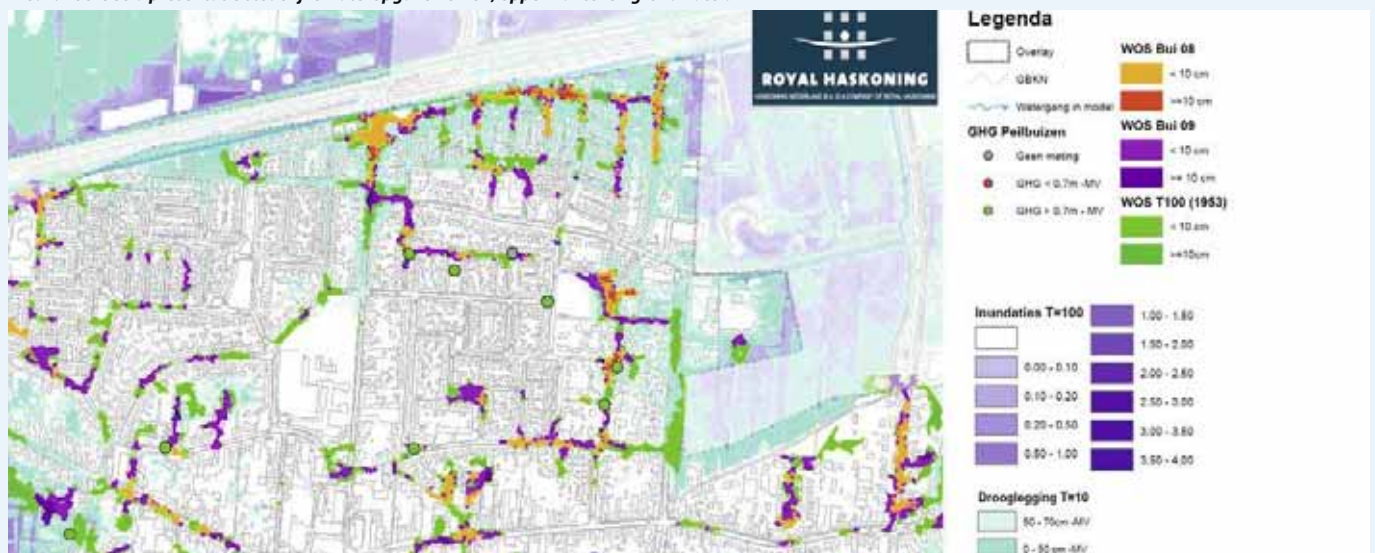 ROYAL HASKONING
Legenda
Overlay
GBKN
Watergang in model
GHG Peilbuizen
Geen meting
GHG < 0.7m -MV
GHG > 0.7m - MV
WOS Bui 08
< 10 cm
>=10 cm
WOS Bui 09
< 10 cm
>= 10 cm
WOS T100 (1953)
< 10 cm
>=10cm
Inundaties T=100
0.00 - 0.10
0.10 - 0.20
0.20 - 0.50
0.50 - 1.00
1.00 - 1.50
1.50 - 2.00
2.00 - 2.50
2.50 - 3.00
3.00 - 3.50
3.50 - 4.00
Drooglegging T=10
50 - 70cm -MV
0 - 50 cm -MV